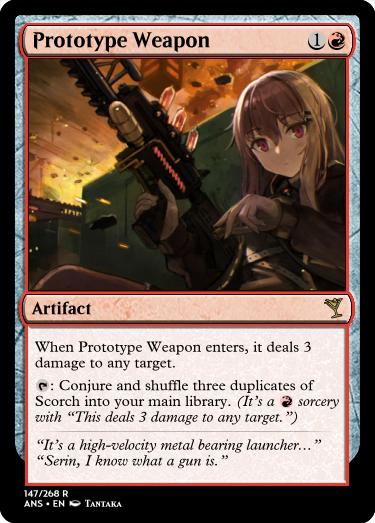 Prototype Weapon 1
Artifact
When Prototype Weapon enters, it deals 3
damage to any target.
: Conjure and shuffle three duplicates of
Scorch into your main library. (It's a sorcery
with “This deals 3 damage to any target.”)
“It's a high-velocity metal bearing launcher...”
“Serin, I know what a gun is.”
147/268 R
ANS • EN Tantaka